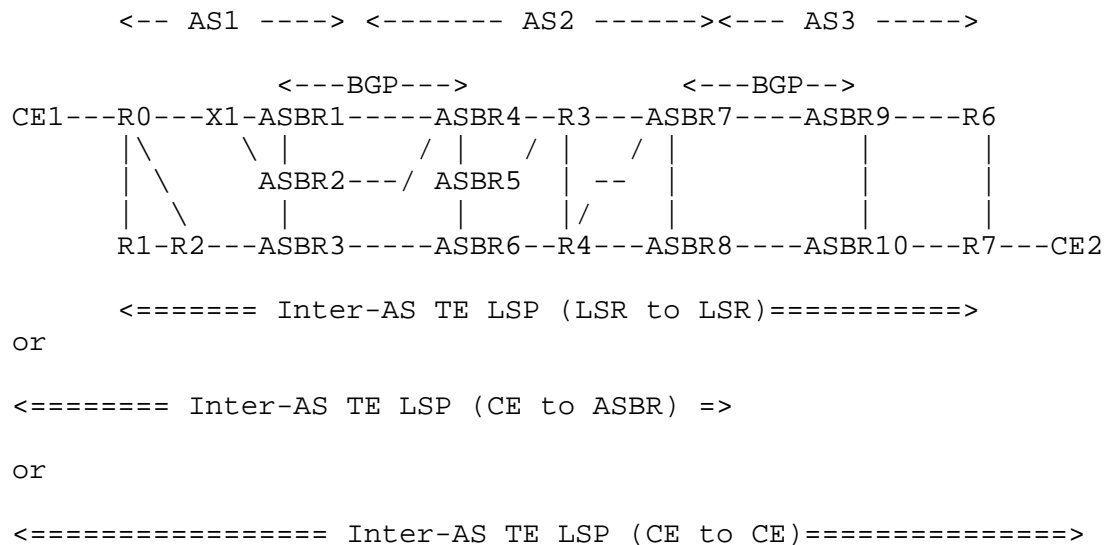 <-- AS1 ----> <------- AS2 ------><--- AS3 ----->
<---BGP---> <---BGP-->
CE1---R0---X1-ASBR1-----ASBR4--R3---ASBR7----ASBR9----R6
|\ \ | / | / | / | | |
| \ ASBR2---/ ASBR5 | -- | | |
| \ | | |/ | | |
R1-R2---ASBR3-----ASBR6--R4---ASBR8----ASBR10---R7---CE2
<======= Inter-AS TE LSP (LSR to LSR)===========>
or
<======== Inter-AS TE LSP (CE to ASBR) =>
or
<================= Inter-AS TE LSP (CE to CE)===============>